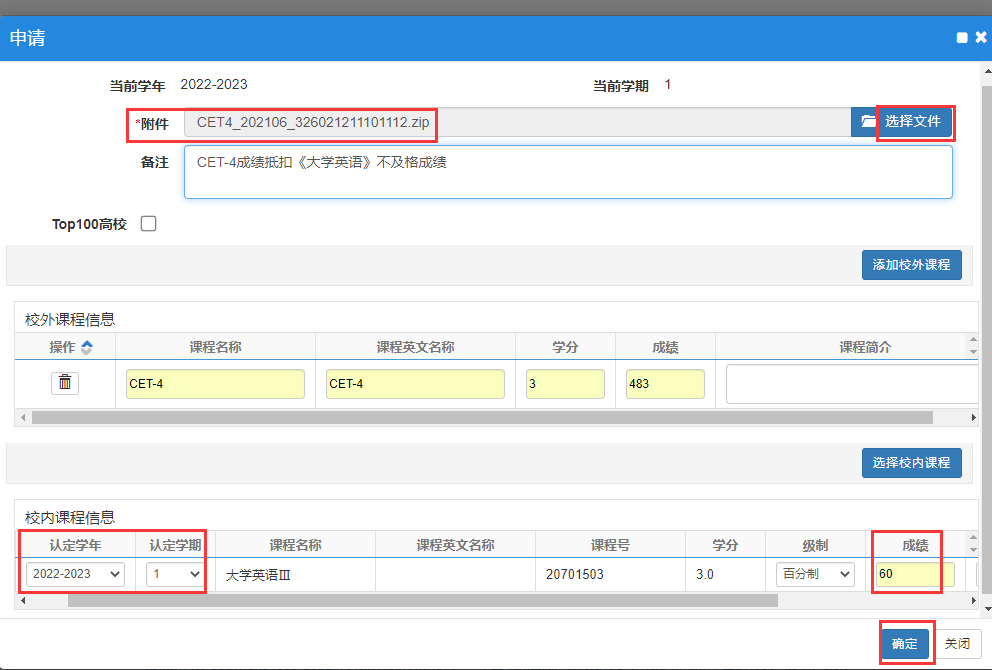 申请
当前学年 2022-2023 当前学期 1
*附件 CET4_202106_326021211101112.zip 选择文件
备注 CET-4成绩抵扣《大学英语》不及格成绩
Top100高校
添加校外课程
校外课程信息
操作 课程名称 课程英文名称 学分 成绩 课程简介
CET-4 CET-4 3 483
选择校内课程
校内课程信息
认定学年 认定学期 课程名称 课程英文名称 课程号 学分 级制 成绩
2022-2023 1 大学英语Ⅲ 20701503 3.0 百分制 60
确定 关闭